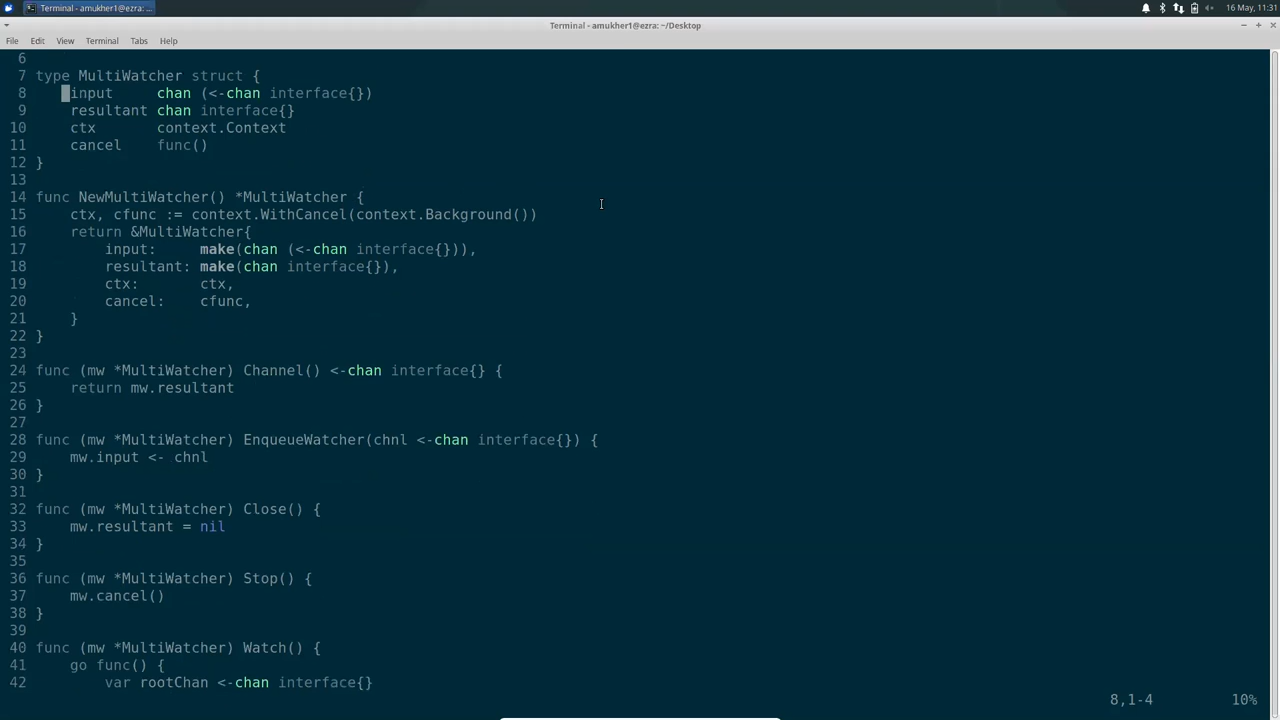 Terminal - amukher1@ezra: ~...
16 May, 11:31
Terminal - amukher1@ezra: ~/Desktop
File Edit View Terminal Tabs Help
6
7 type MultiWatcher struct {
8     input     chan (<-chan interface{})
9     resultant chan interface{}
10     ctx       context.Context
11     cancel    func()
12 }
13
14 func NewMultiWatcher() *MultiWatcher {
15     ctx, cfunc := context.WithCancel(context.Background())
16     return &MultiWatcher{
17         input:     make(chan (<-chan interface{})),
18         resultant: make(chan interface{}),
19         ctx:       ctx,
20         cancel:    cfunc,
21     }
22 }
23
24 func (mw *MultiWatcher) Channel() <-chan interface{} {
25     return mw.resultant
26 }
27
28 func (mw *MultiWatcher) EnqueueWatcher(chnl <-chan interface{}) {
29     mw.input <- chnl
30 }
31
32 func (mw *MultiWatcher) Close() {
33     mw.resultant = nil
34 }
35
36 func (mw *MultiWatcher) Stop() {
37     mw.cancel()
38 }
39
40 func (mw *MultiWatcher) Watch() {
41     go func() {
42         var rootChan <-chan interface{}
8,1-4 10%